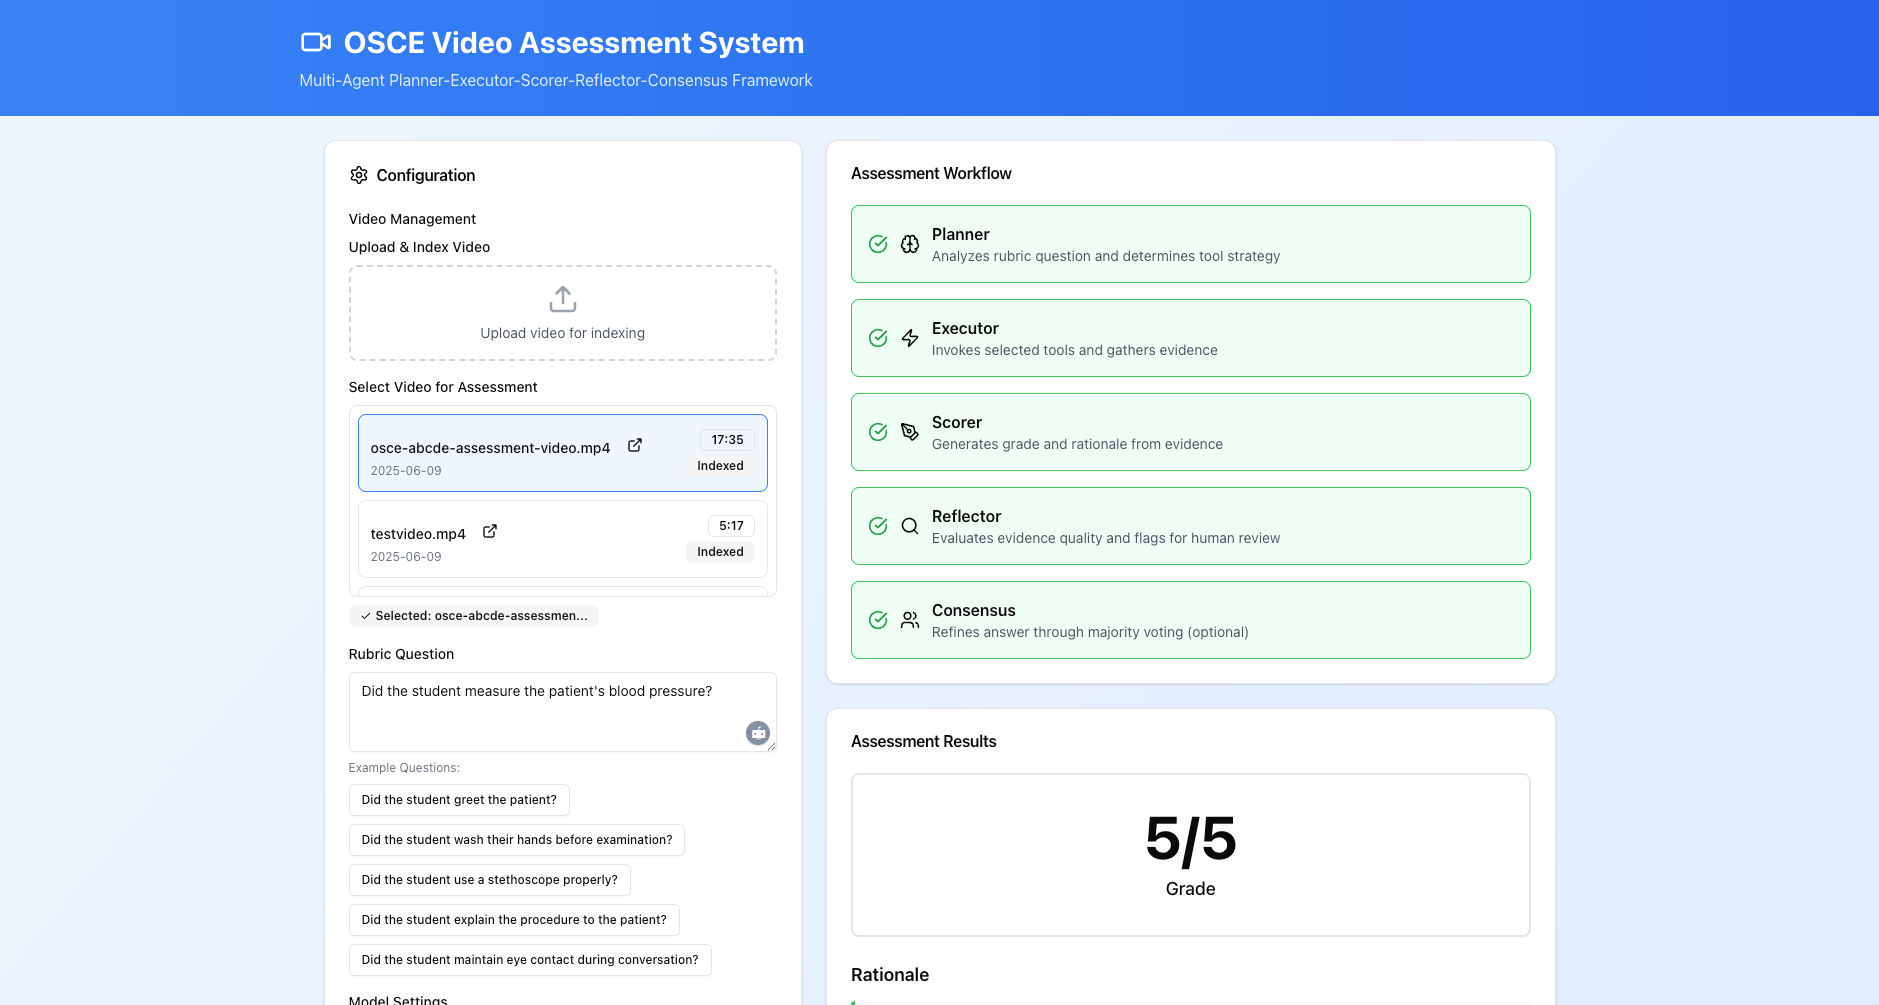 OSCE Video Assessment System
Multi-Agent Planner-Executor-Scorer-Reflector-Consensus Framework
Configuration
Video Management
Upload & Index Video
Upload video for indexing
Select Video for Assessment
osce-abcde-assessment-video.mp4
17:35
2025-06-09
Indexed
testvideo.mp4
5:17
2025-06-09
Indexed
Selected: osce-abcde-assessmen...
Rubric Question
Did the student measure the patient's blood pressure?
Example Questions:
Did the student greet the patient?
Did the student wash their hands before examination?
Did the student use a stethoscope properly?
Did the student explain the procedure to the patient?
Did the student maintain eye contact during conversation?
Model Settings
Assessment Workflow
Planner
Analyzes rubric question and determines tool strategy
Executor
Invokes selected tools and gathers evidence
Scorer
Generates grade and rationale from evidence
Reflector
Evaluates evidence quality and flags for human review
Consensus
Refines answer through majority voting (optional)
Assessment Results
5/5
Grade
Rationale